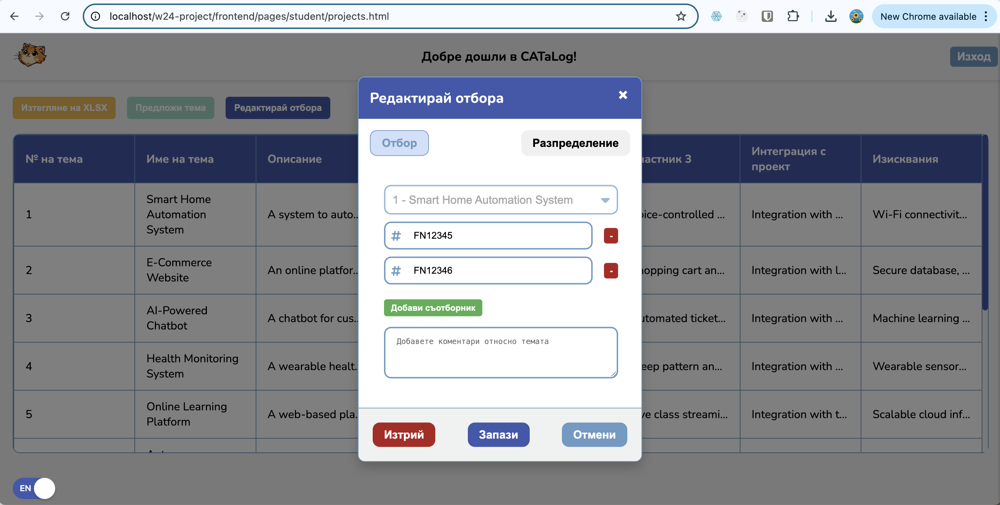 localhost/w24-project/frontend/pages/student/projects.html
New Chrome available
Добре дошли в CATaLog!
Изход
Изтегляне на XLSX
Предложи тема
Редактирай отбора
№ на тема
Име на тема
Описание
астник 3
Интеграция с
проект
Изисквания
1
Smart Home
Automation
System
A system to auto...
ice-controlled ...
Integration with ...
Wi-Fi connectivit...
2
E-Commerce
Website
An online platfor...
opping cart an...
Integration with l...
Secure database, ...
3
AI-Powered
Chatbot
A chatbot for cus...
utomated ticket...
Integration with ...
Machine learning ...
4
Health Monitoring
System
A wearable healt.
eep pattern an...
Integration with ...
Wearable sensor...
5
Online Learning
Platform
A web-based pla.
ve class streami...
Integration with t...
Scalable cloud inf...
Редактирай отбора
Отбор
Разпределение
1 - Smart Home Automation System
# FN12345
-
# FN12346
-
Добави съотборник
Добавете коментари относно темата
Изтрий
Запази
Отмени
EN